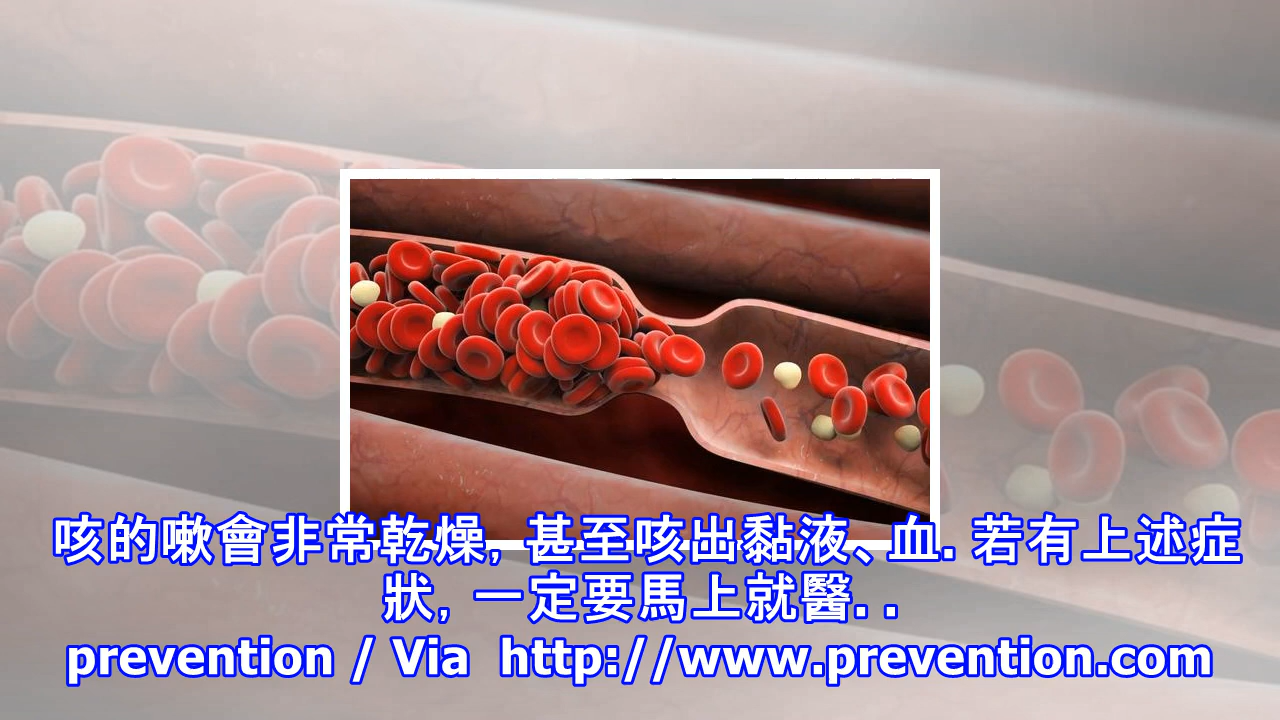 咳的嗽會非常乾燥, 甚至咳出黏液、血. 若有上述症
狀, 一定要馬上就醫. .
prevention / Via  http://www.prevention.com